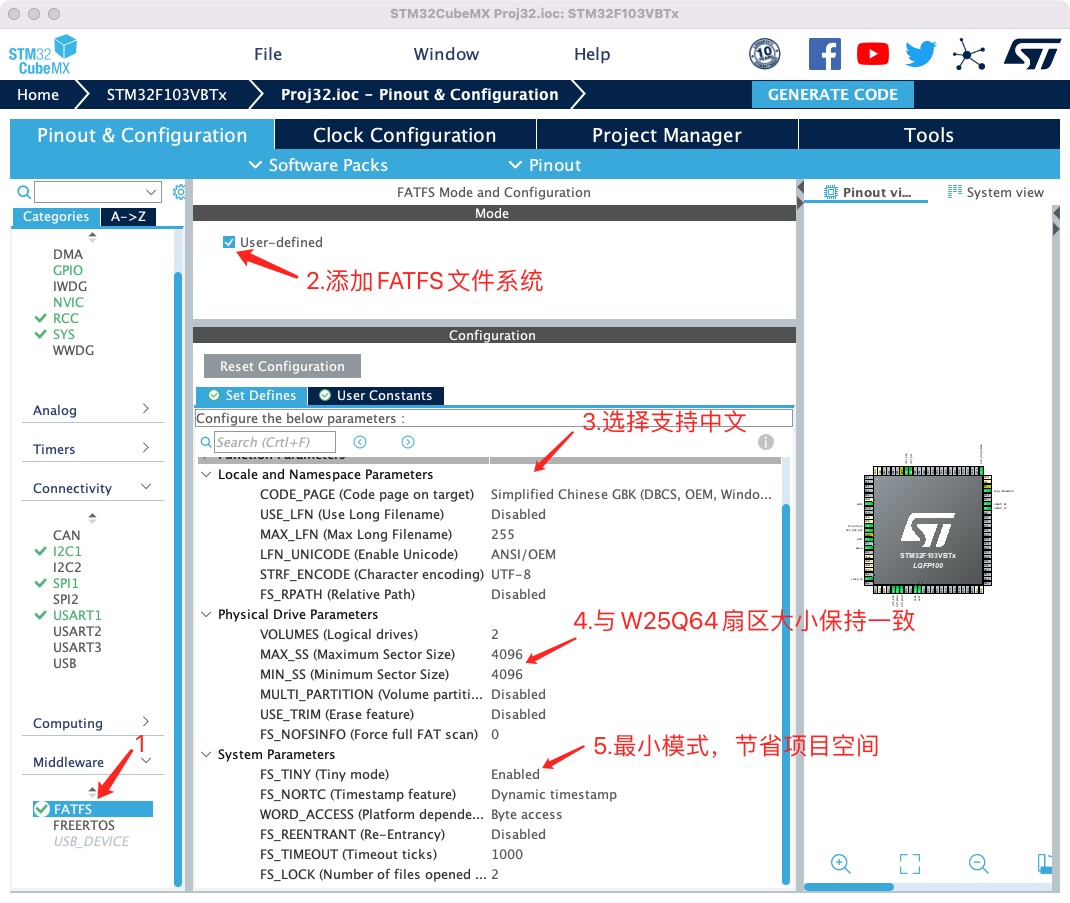 STM32CubeMX Proj32.ioc: STM32F103VBTx
STM32
CubeMX
File
Window
Help
10
Home
STM32F103VBTx
Proj32.ioc – Pinout & Configuration
GENERATE CODE
Pinout & Configuration
Clock Configuration
Project Manager
Tools
Software Packs
Pinout
FATFS Mode and Configuration
Mode
User-defined
2.添加FATFS文件系统
Configuration
Reset Configuration
Set Defines
User Constants
Configure the below parameters :
3.选择支持中文
Search (Crtl+F)
Function Parameters
Locale and Namespace Parameters
CODE_PAGE (Code page on target) Simplified Chinese GBK (DBCS, OEM, Windo...
USE_LFN (Use Long Filename) Disabled
MAX_LFN (Max Long Filename) 255
LFN_UNICODE (Enable Unicode) ANSI/OEM
STRF_ENCODE (Character encoding) UTF-8
FS_RPATH (Relative Path) Disabled
Physical Drive Parameters
VOLUMES (Logical drives) 2
4.与W25Q64扇区大小保持一致
MAX_SS (Maximum Sector Size) 4096
MIN_SS (Minimum Sector Size) 4096
MULTI_PARTITION (Volume partiti... Disabled
USE_TRIM (Erase feature) Disabled
FS_NOFSINFO (Force full FAT scan) 0
5.最小模式，节省项目空间
System Parameters
FS_TINY (Tiny mode) Enabled
FS_NORTC (Timestamp feature) Dynamic timestamp
WORD_ACCESS (Platform depende... Byte access
FS_REENTRANT (Re-Entrancy) Disabled
FS_TIMEOUT (Timeout ticks) 1000
FS_LOCK (Number of files opened ... 2
Categories
A->Z
DMA
GPIO
IWDG
NVIC
RCC
SYS
WWDG
Analog
Timers
Connectivity
CAN
I2C1
I2C2
SPI1
SPI2
USART1
USART2
USART3
USB
Computing
1
Middleware
FATFS
FREERTOS
USB_DEVICE
Pinout vi...
System view
STM32F103VBTx
LQFP100